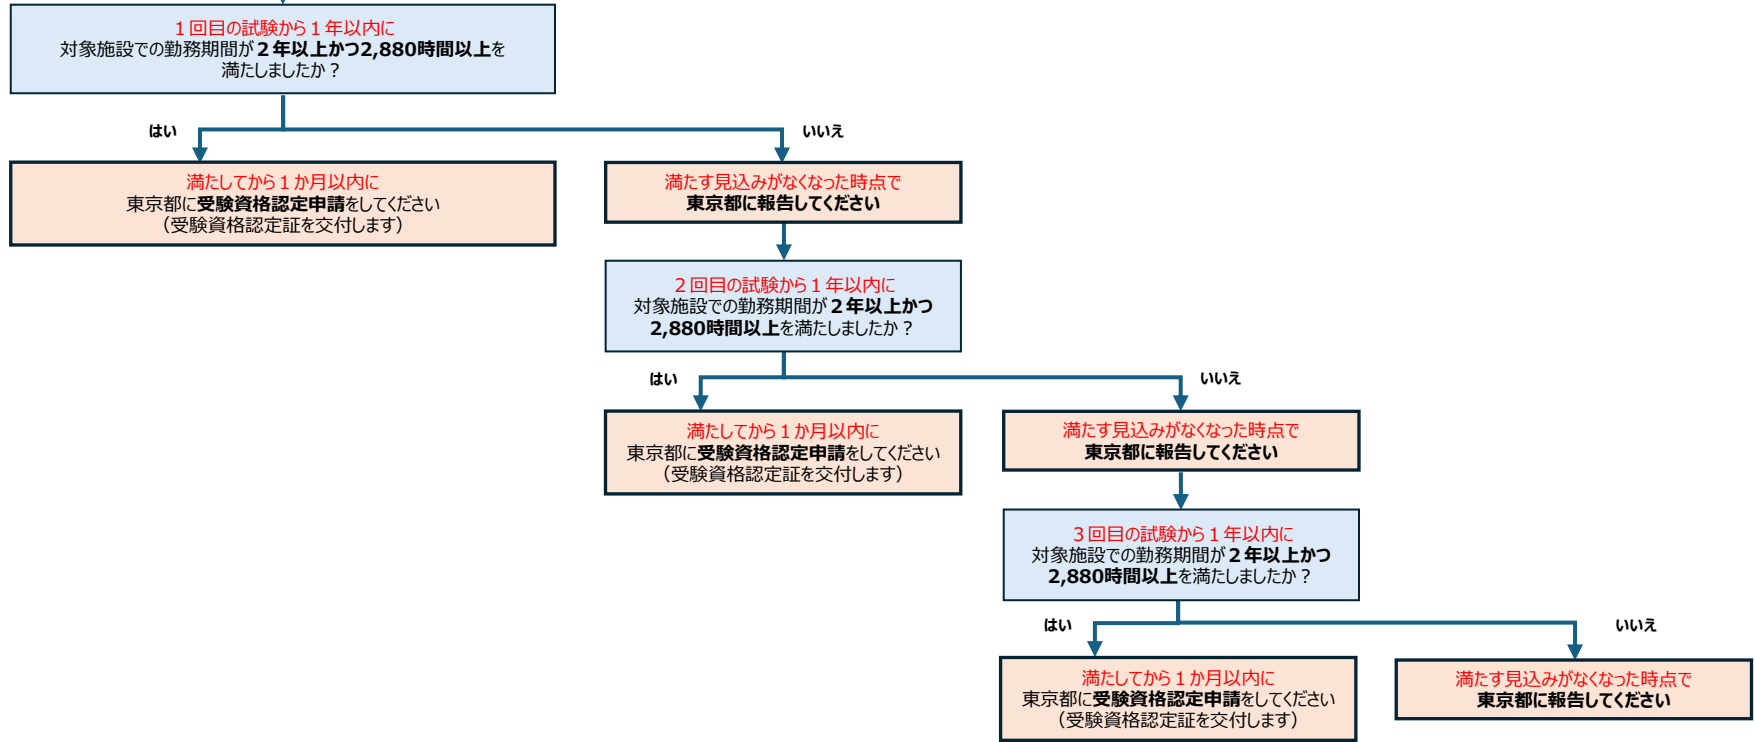 1回目の試験から1年以内に
対象施設での勤務期間が2年以上かつ2,880時間以上を
満たしましたか？
はい
いいえ
満たしてから1か月以内に
東京都に受験資格認定申請をしてください
（受験資格認定証を交付します）
満たす見込みがなくなった時点で
東京都に報告してください
2回目の試験から1年以内に
対象施設での勤務期間が2年以上かつ
2,880時間以上を満たしましたか？
はい
いいえ
満たしてから1か月以内に
東京都に受験資格認定申請をしてください
（受験資格認定証を交付します）
満たす見込みがなくなった時点で
東京都に報告してください
3回目の試験から1年以内に
対象施設での勤務期間が2年以上かつ
2,880時間以上を満たしましたか？
はい
いいえ
満たしてから1か月以内に
東京都に受験資格認定申請をしてください
（受験資格認定証を交付します）
満たす見込みがなくなった時点で
東京都に報告してください